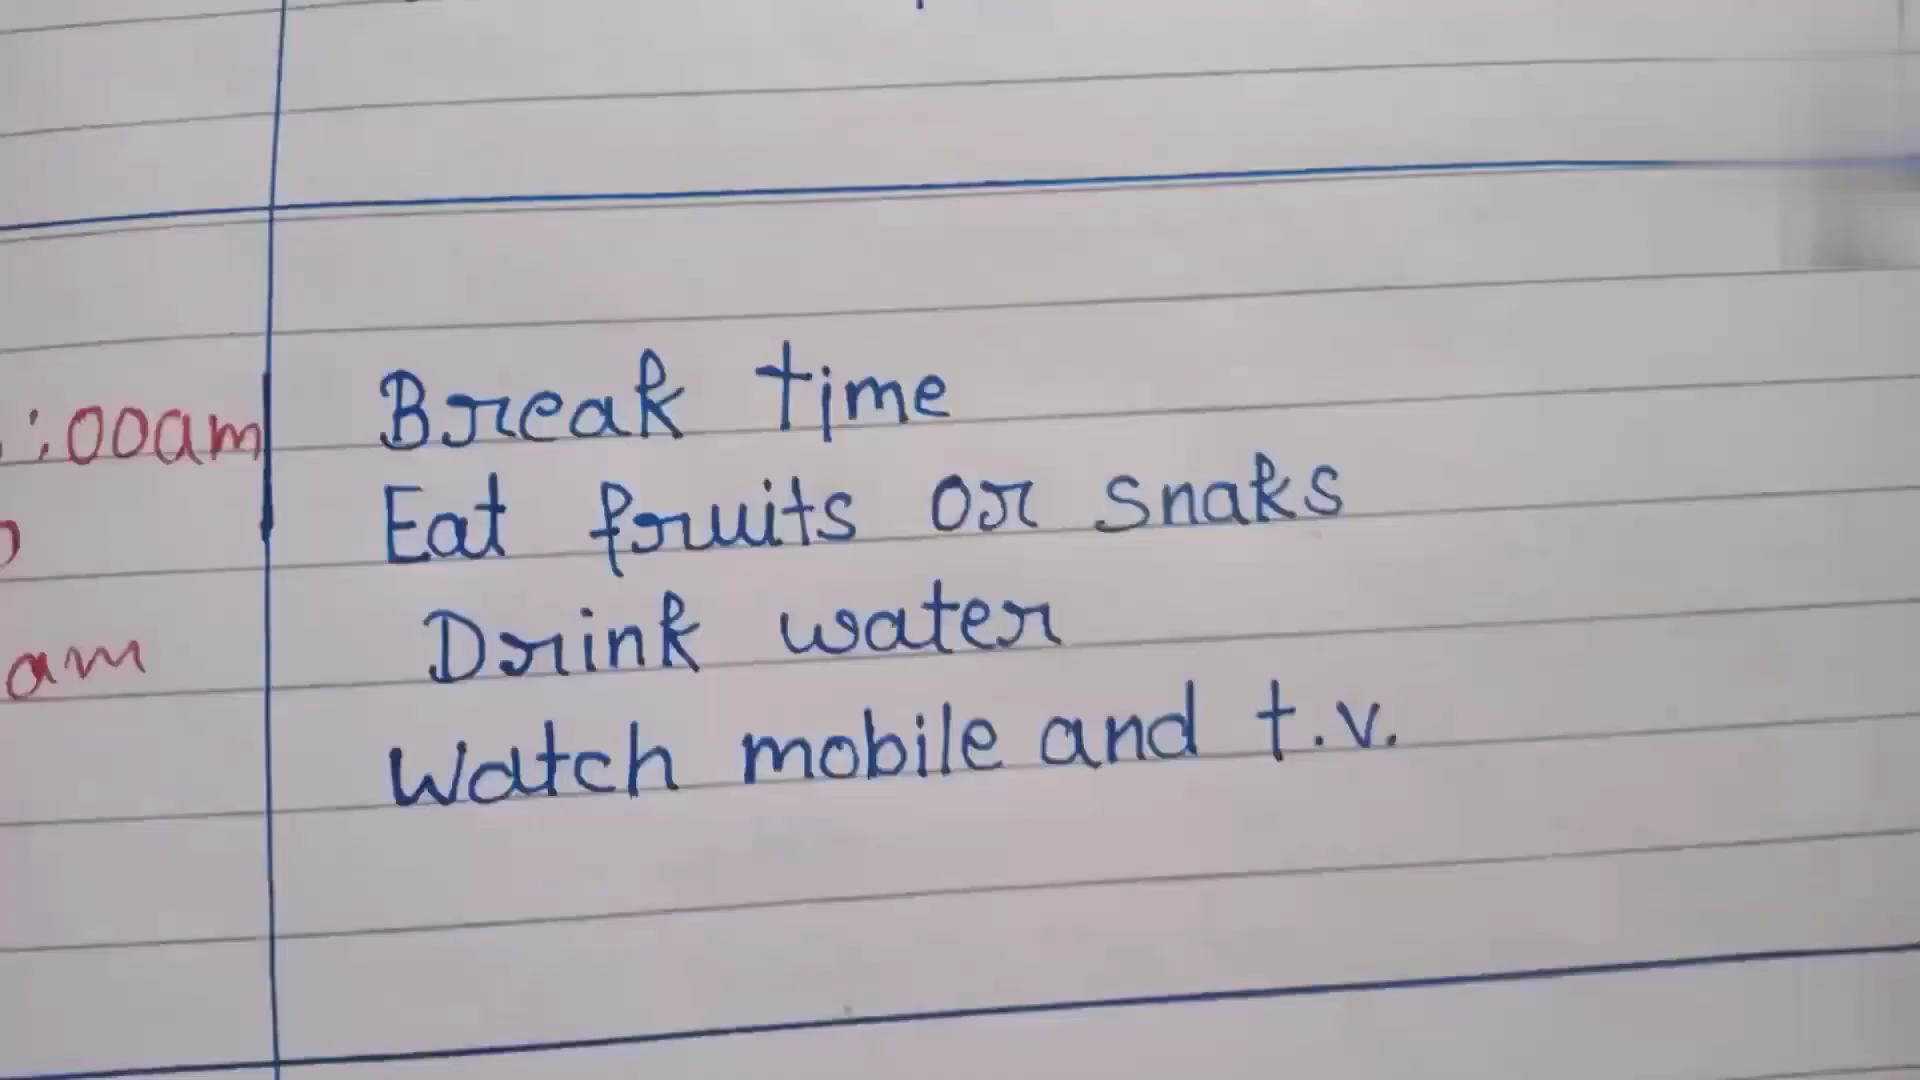 :00am Break time
Eat fruits or snaks
am Drink water
Watch mobile and t.v.